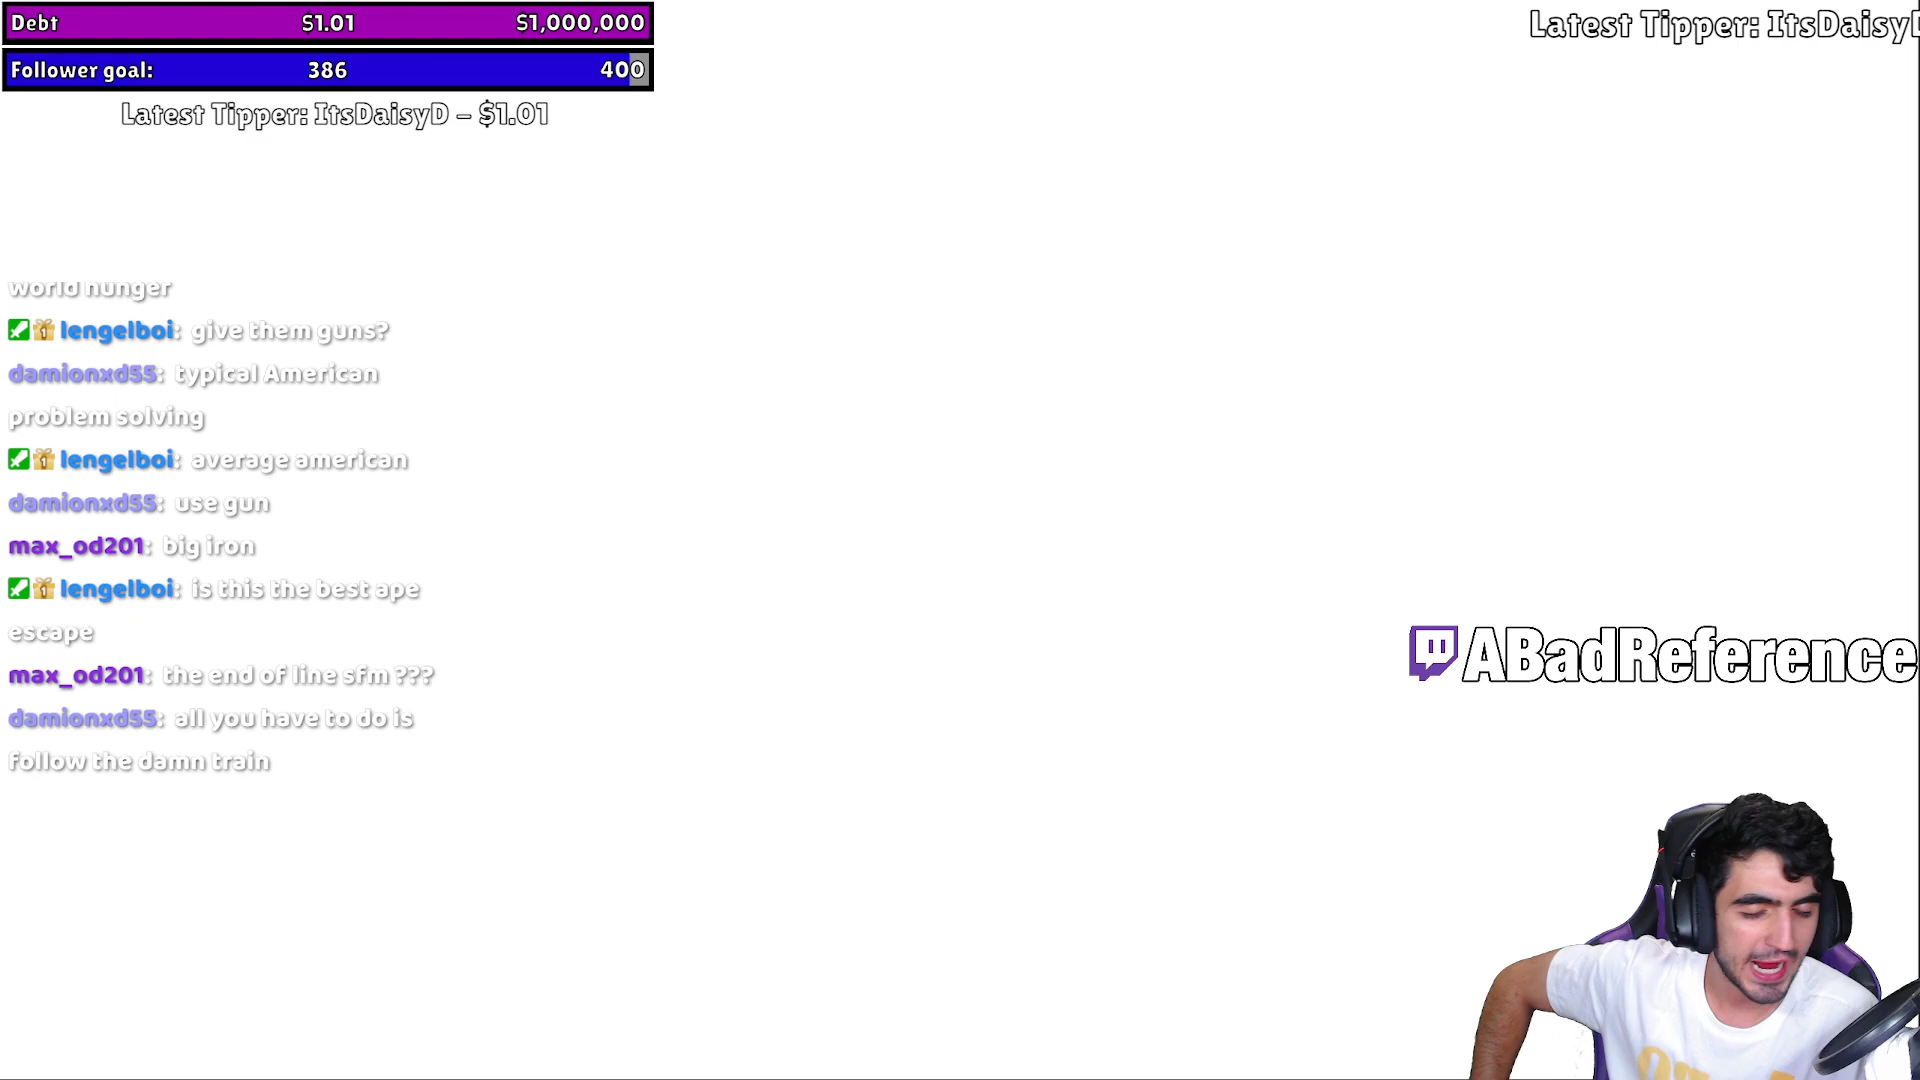 Debt $1.01 $1,000,000
Latest Tipper: ItsDaisyD
Follower goal: 386 400
Latest Tipper: ItsDaisyD – $1.01
world hunger
lengelboi: give them guns?
damionxd55: typical American
problem solving
lengelboi: average american
damionxd55: use gun
max_od201: big iron
lengelboi: is this the best ape
escape
max_od201: the end of line sfm ???
damionxd55: all you have to do is
follow the damn train
ABadReference